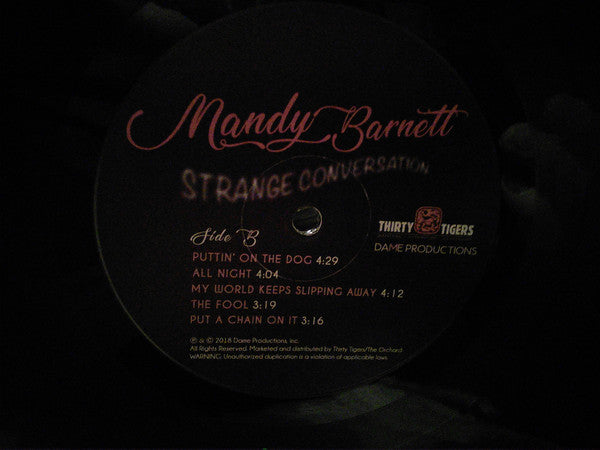 Mandy Barnett
STRANGE CONVERSATION
Side B
THIRTY TIGERS
DAME PRODUCTIONS
PUTTIN' ON THE DOG 4:29
ALL NIGHT 4:04
MY WORLD KEEPS SLIPPING AWAY 4:12
THE FOOL 3:19
PUT A CHAIN ON IT 3:16
℗ & © 2018 Dame Productions, Inc.
All Rights Reserved. Marketed and distributed by Thirty Tigers/The Orchard.
WARNING: Unauthorized duplication is a violation of applicable laws.